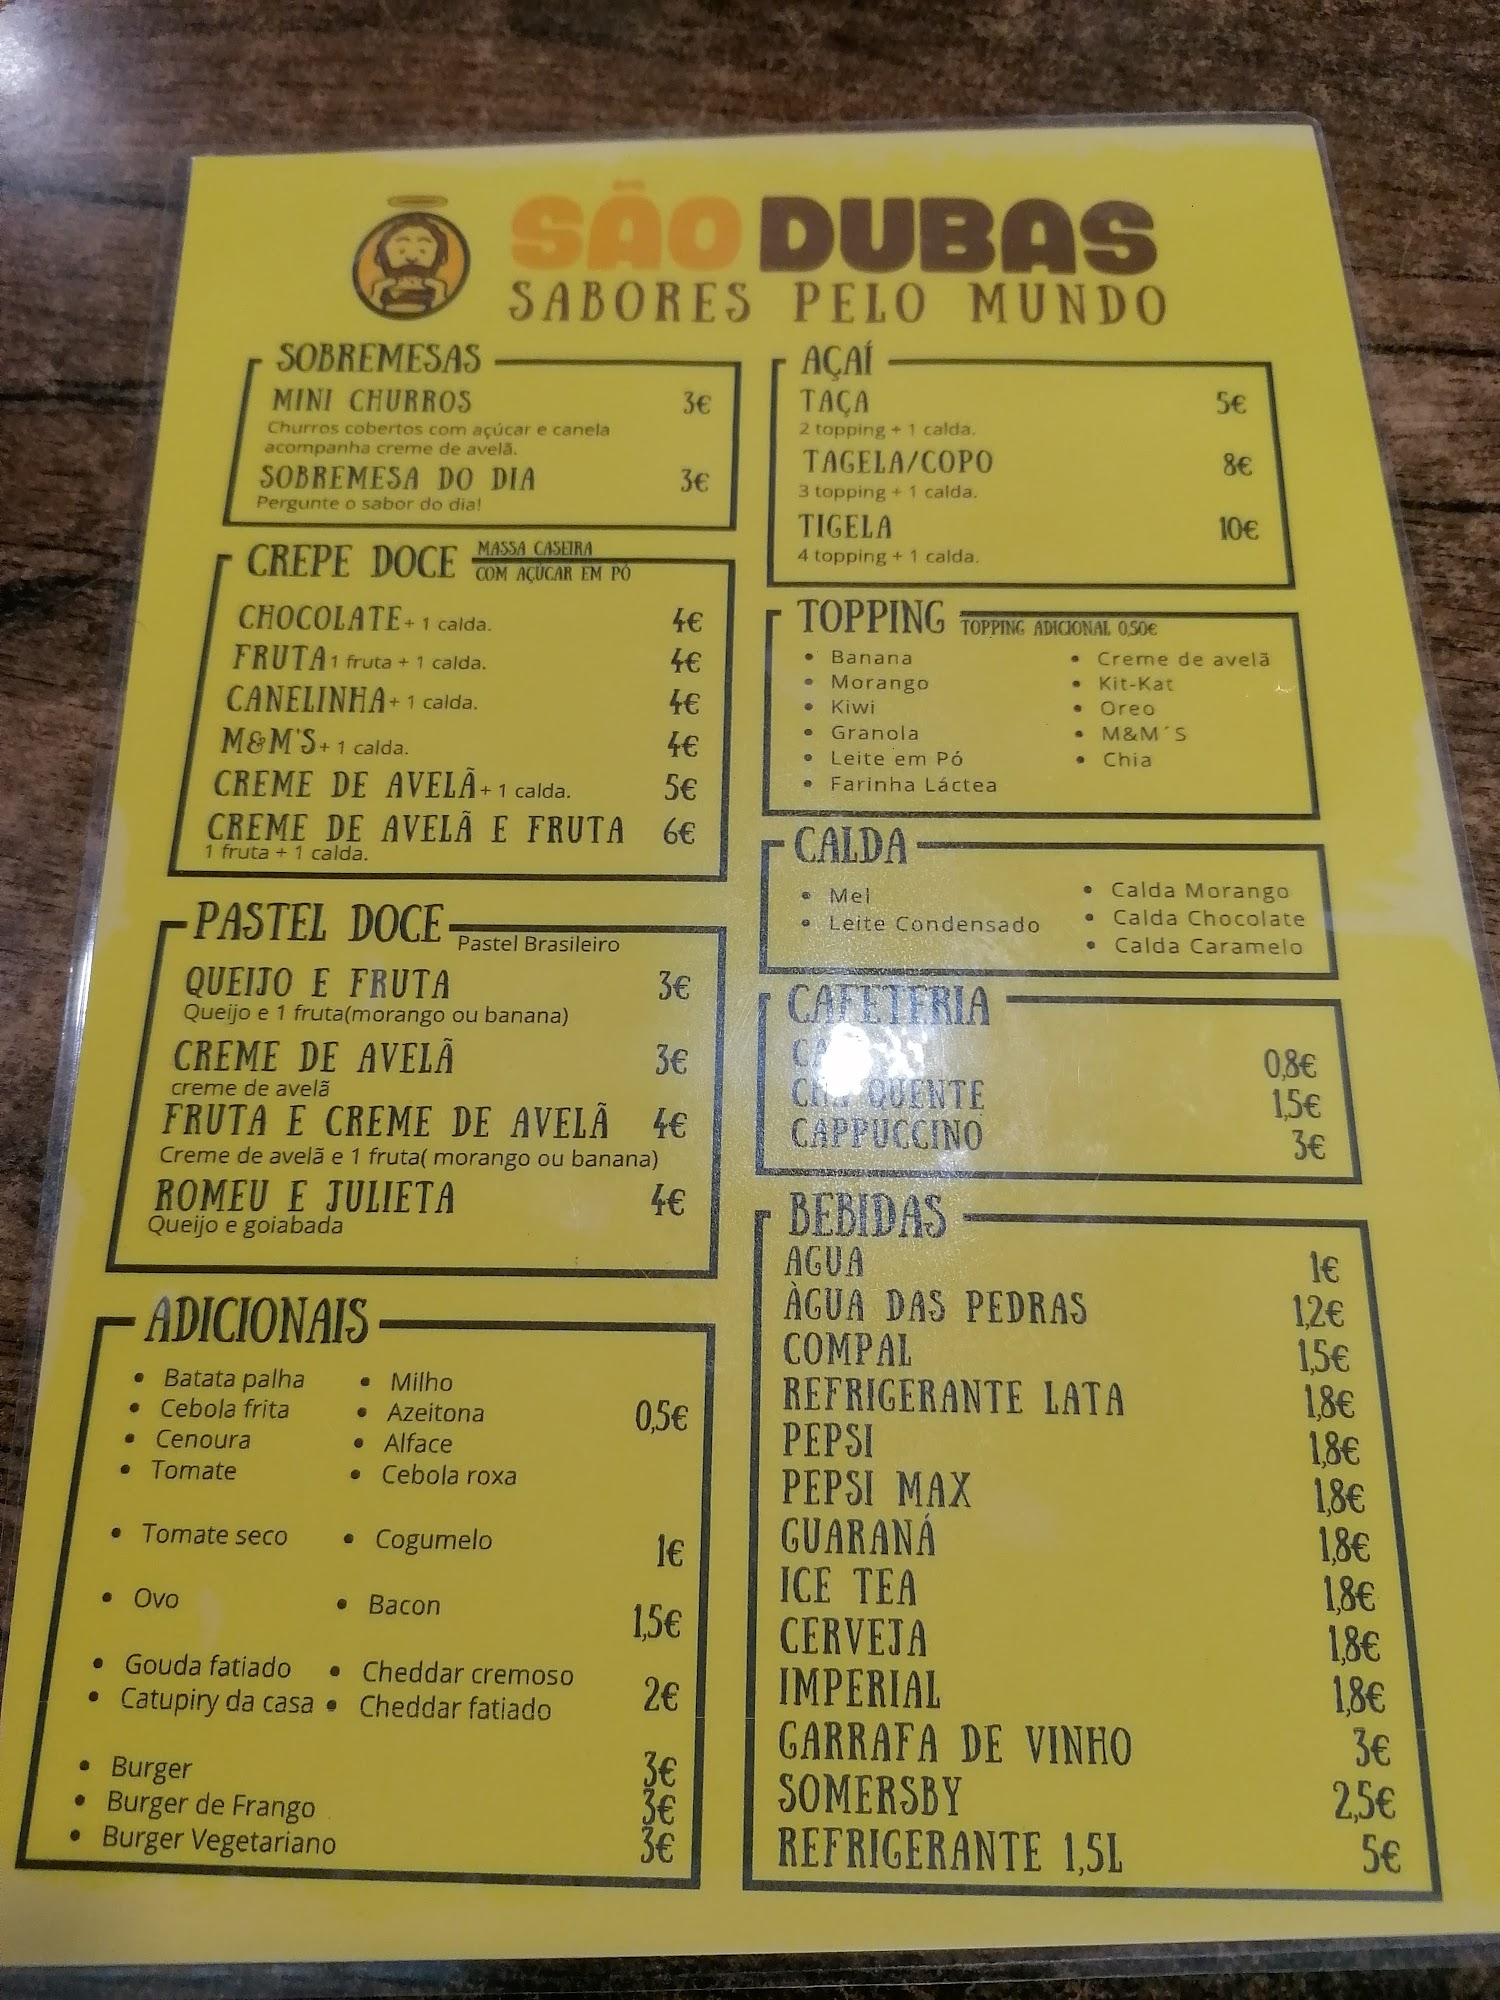 SÃO DUBAS
SABORES PELO MUNDO
SOBREMESAS
MINI CHURROS 3€
Churros cobertos com açúcar e canela
acompanha creme de avelã.
SOBREMESA DO DIA 3€
Pergunte o sabor do dia!
CREPE DOCE MASSA CASEIRA
COM AÇÚCAR EM PÓ
CHOCOLATE + 1 calda. 4€
FRUTA 1 fruta + 1 calda. 4€
CANELINHA + 1 calda. 4€
M&M'S + 1 calda. 4€
CREME DE AVELÃ + 1 calda. 5€
CREME DE AVELÃ E FRUTA 6€
1 fruta + 1 calda.
PASTEL DOCE Pastel Brasileiro
QUEIJO E FRUTA 3€
Queijo e 1 fruta(morango ou banana)
CREME DE AVELÃ 3€
creme de avelã
FRUTA E CREME DE AVELÃ 4€
Creme de avelã e 1 fruta( morango ou banana)
ROMEU E JULIETA 4€
Queijo e goiabada
ADICIONAIS
• Batata palha • Milho
• Cebola frita • Azeitona 0,5€
• Cenoura • Alface
• Tomate • Cebola roxa
• Tomate seco • Cogumelo 1€
• Ovo • Bacon 1,5€
• Gouda fatiado • Cheddar cremoso 2€
• Catupiry da casa • Cheddar fatiado
• Burger 3€
• Burger de Frango 3€
• Burger Vegetariano 3€
AÇAÍ
TAÇA 5€
2 topping + 1 calda.
TAGELA/COPO 8€
3 topping + 1 calda.
TIGELA 10€
4 topping + 1 calda.
TOPPING TOPPING ADICIONAL 0,50€
• Banana • Creme de avelã
• Morango • Kit-Kat
• Kiwi • Oreo
• Granola • M&M´S
• Leite em Pó • Chia
• Farinha Láctea
CALDA
• Mel • Calda Morango
• Leite Condensado • Calda Chocolate
• Calda Caramelo
CAFETERIA
0,8€
QUENTE 1,5€
CAPPUCCINO 3€
BEBIDAS
AGUA 1€
ÀGUA DAS PEDRAS 1,2€
COMPAL 1,5€
REFRIGERANTE LATA 1,8€
PEPSI 1,8€
PEPSI MAX 1,8€
GUARANÁ 1,8€
ICE TEA 1,8€
CERVEJA 1,8€
IMPERIAL 1,8€
GARRAFA DE VINHO 3€
SOMERSBY 2,5€
REFRIGERANTE 1,5L 5€